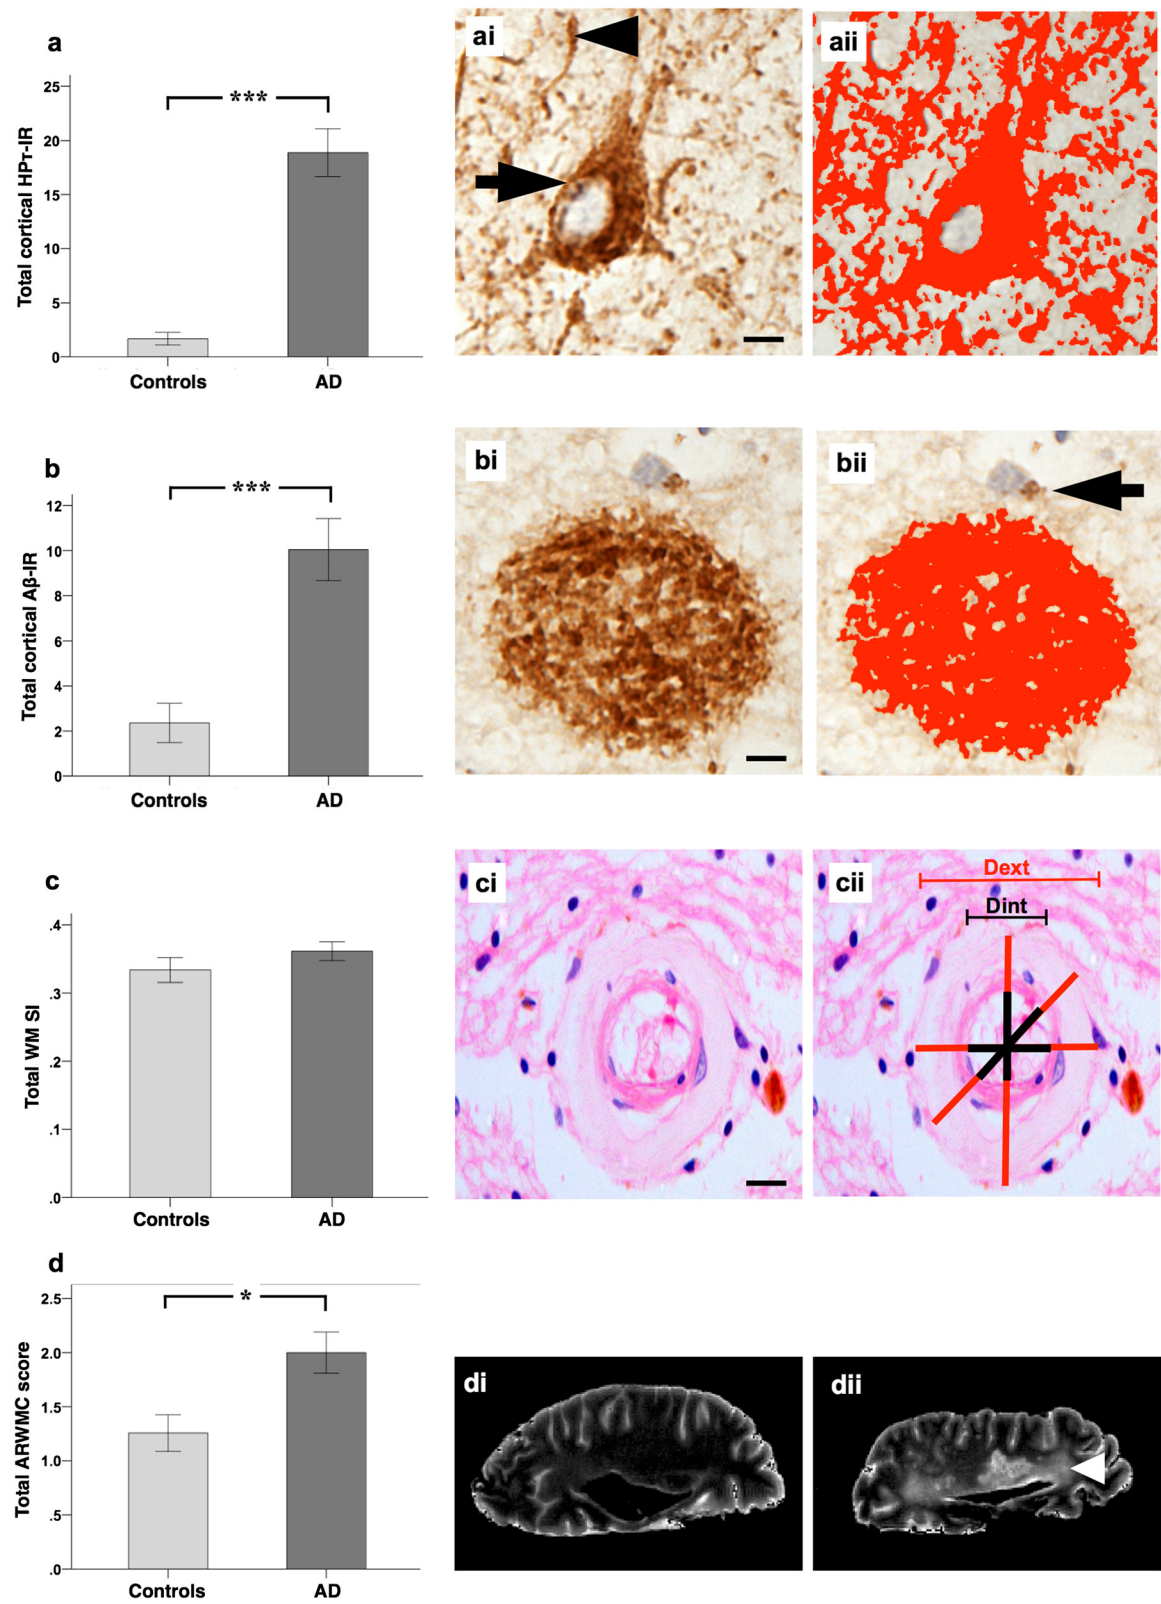 a
Total cortical HPτ-IR
25
20
15
10
5
0
***
Controls AD
ai
aii
b
Total cortical Aβ-IR
12
10
8
6
4
2
0
***
Controls AD
bi
bii
c
Total WM SI
.4
.3
.2
.1
.0
Controls AD
ci
cii
Dext
Dint
d
Total ARWMC score
2.5
2.0
1.5
1.0
.5
.0
*
Controls AD
di
dii